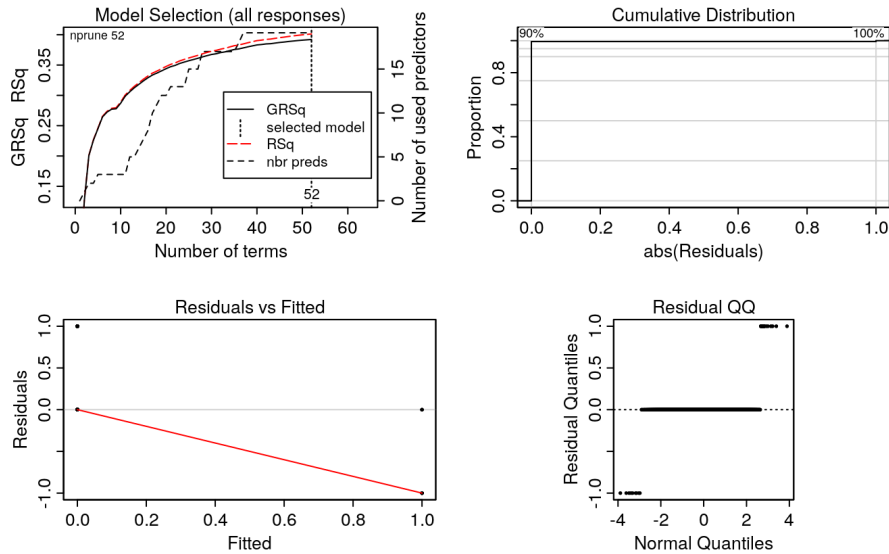 Model Selection (all responses)
nprune 52
GRSq RSq
0.15 0.25 0.35
0 5 10 15
Number of used predictors
GRSq
selected model
RSq
nbr preds
52
0 10 20 30 40 50 60
Number of terms
Cumulative Distribution
90% 100%
Proportion
0.0 0.4 0.8
0.0 0.2 0.4 0.6 0.8 1.0
abs(Residuals)
Residuals vs Fitted
Residuals
-1.0 0.0 0.5 1.0
0.0 0.2 0.4 0.6 0.8 1.0
Fitted
Residual QQ
Residual Quantiles
-1.0 0.0 0.5 1.0
-4 -2 0 2 4
Normal Quantiles